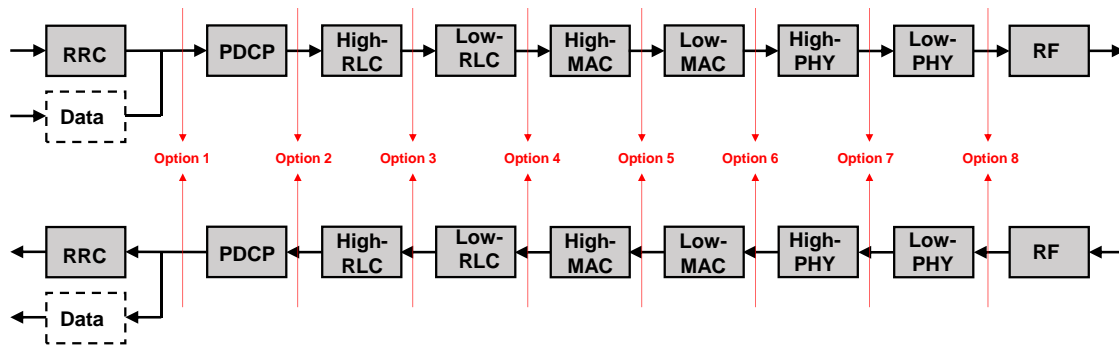 RRC
PDCP
High-
RLC
Low-
RLC
High-
MAC
Low-
MAC
High-
PHY
Low-
PHY
RF
Data
Option 1
Option 2
Option 3
Option 4
Option 5
Option 6
Option 7
Option 8
RRC
PDCP
High-
RLC
Low-
RLC
High-
MAC
Low-
MAC
High-
PHY
Low-
PHY
RF
Data